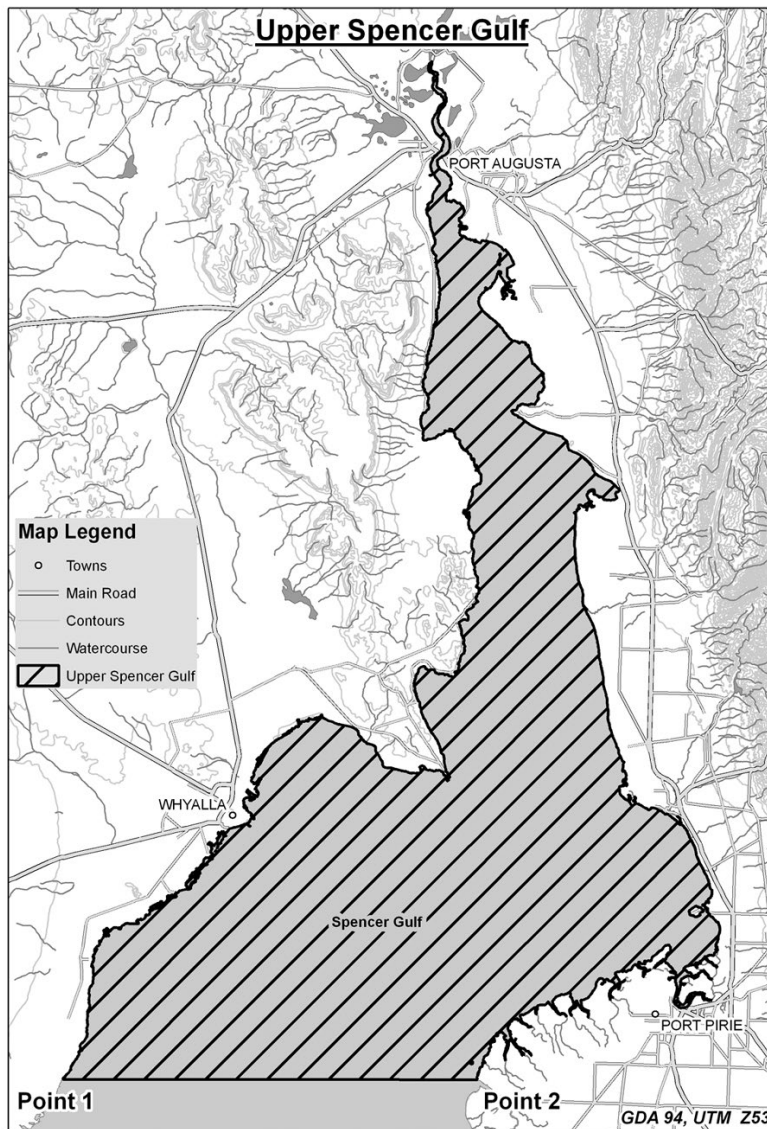 Upper Spencer Gulf
PORT AUGUSTA
Map Legend
Towns
Main Road
Contours
Watercourse
Upper Spencer Gulf
WHYALLA
Spencer Gulf
PORT PIRIE
Point 1
Point 2
GDA 94, UTM Z53